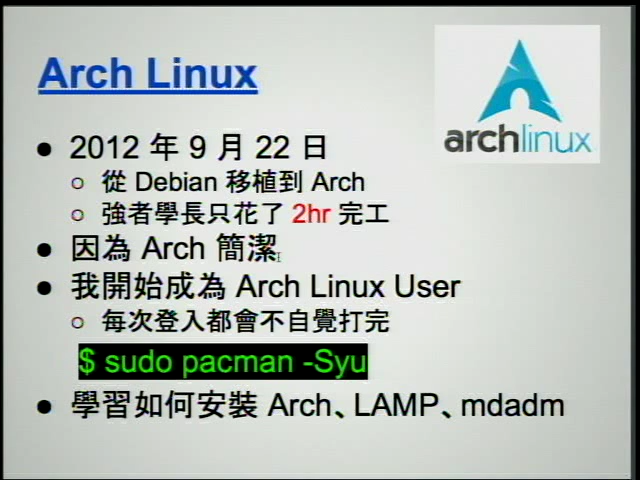 Arch Linux
archlinux
2012 年 9 月 22 日
從 Debian 移植到 Arch
強者學長只花了 2hr 完工
因為 Arch 簡潔
我開始成為 Arch Linux User
每次登入都會不自覺打完
$ sudo pacman -Syu
學習如何安裝 Arch、LAMP、mdadm